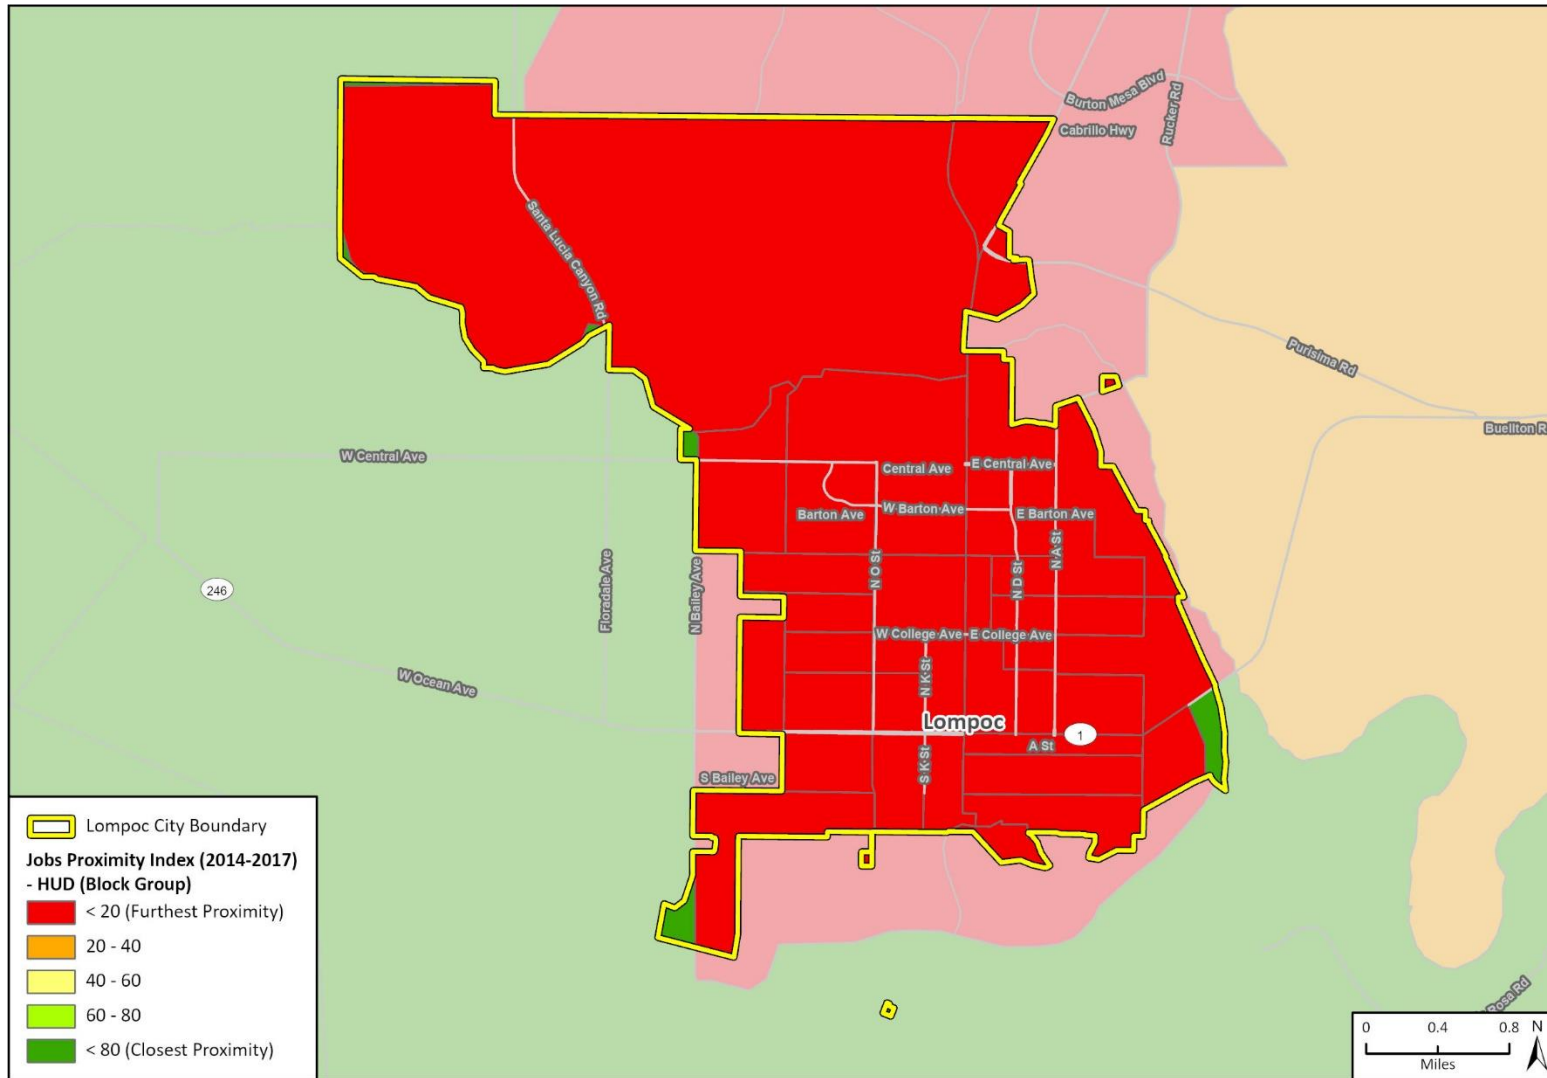 Burton Mesa Blvd
Rucker Rd
Cabrillo Hwy
Santa Lucia Canyon Rd
Purisima Rd
Buellton R
W Central Ave
Central Ave
E Central Ave
Barton Ave
W Barton Ave
E Barton Ave
N O St
N D St
N A St
246
Floradale Ave
N Bailey Ave
W College Ave
E College Ave
N K St
W Ocean Ave
Lompoc
1
A St
S K St
S Bailey Ave
Rosa Rd
Lompoc City Boundary
Jobs Proximity Index (2014-2017)
- HUD (Block Group)
< 20 (Furthest Proximity)
20 - 40
40 - 60
60 - 80
< 80 (Closest Proximity)
0 0.4 0.8 N
Miles